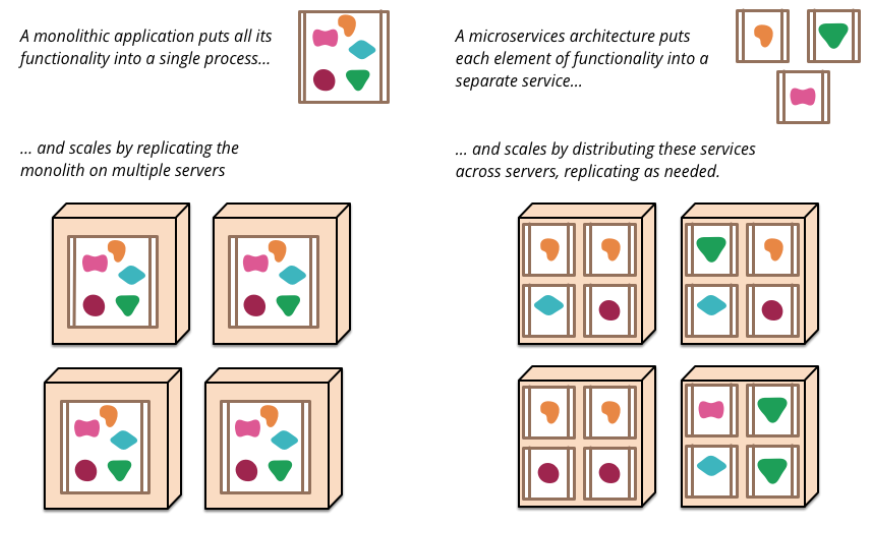 A monolithic application puts all its
functionality into a single process...
... and scales by replicating the
monolith on multiple servers
A microservices architecture puts
each element of functionality into a
separate service...
... and scales by distributing these services
across servers, replicating as needed.